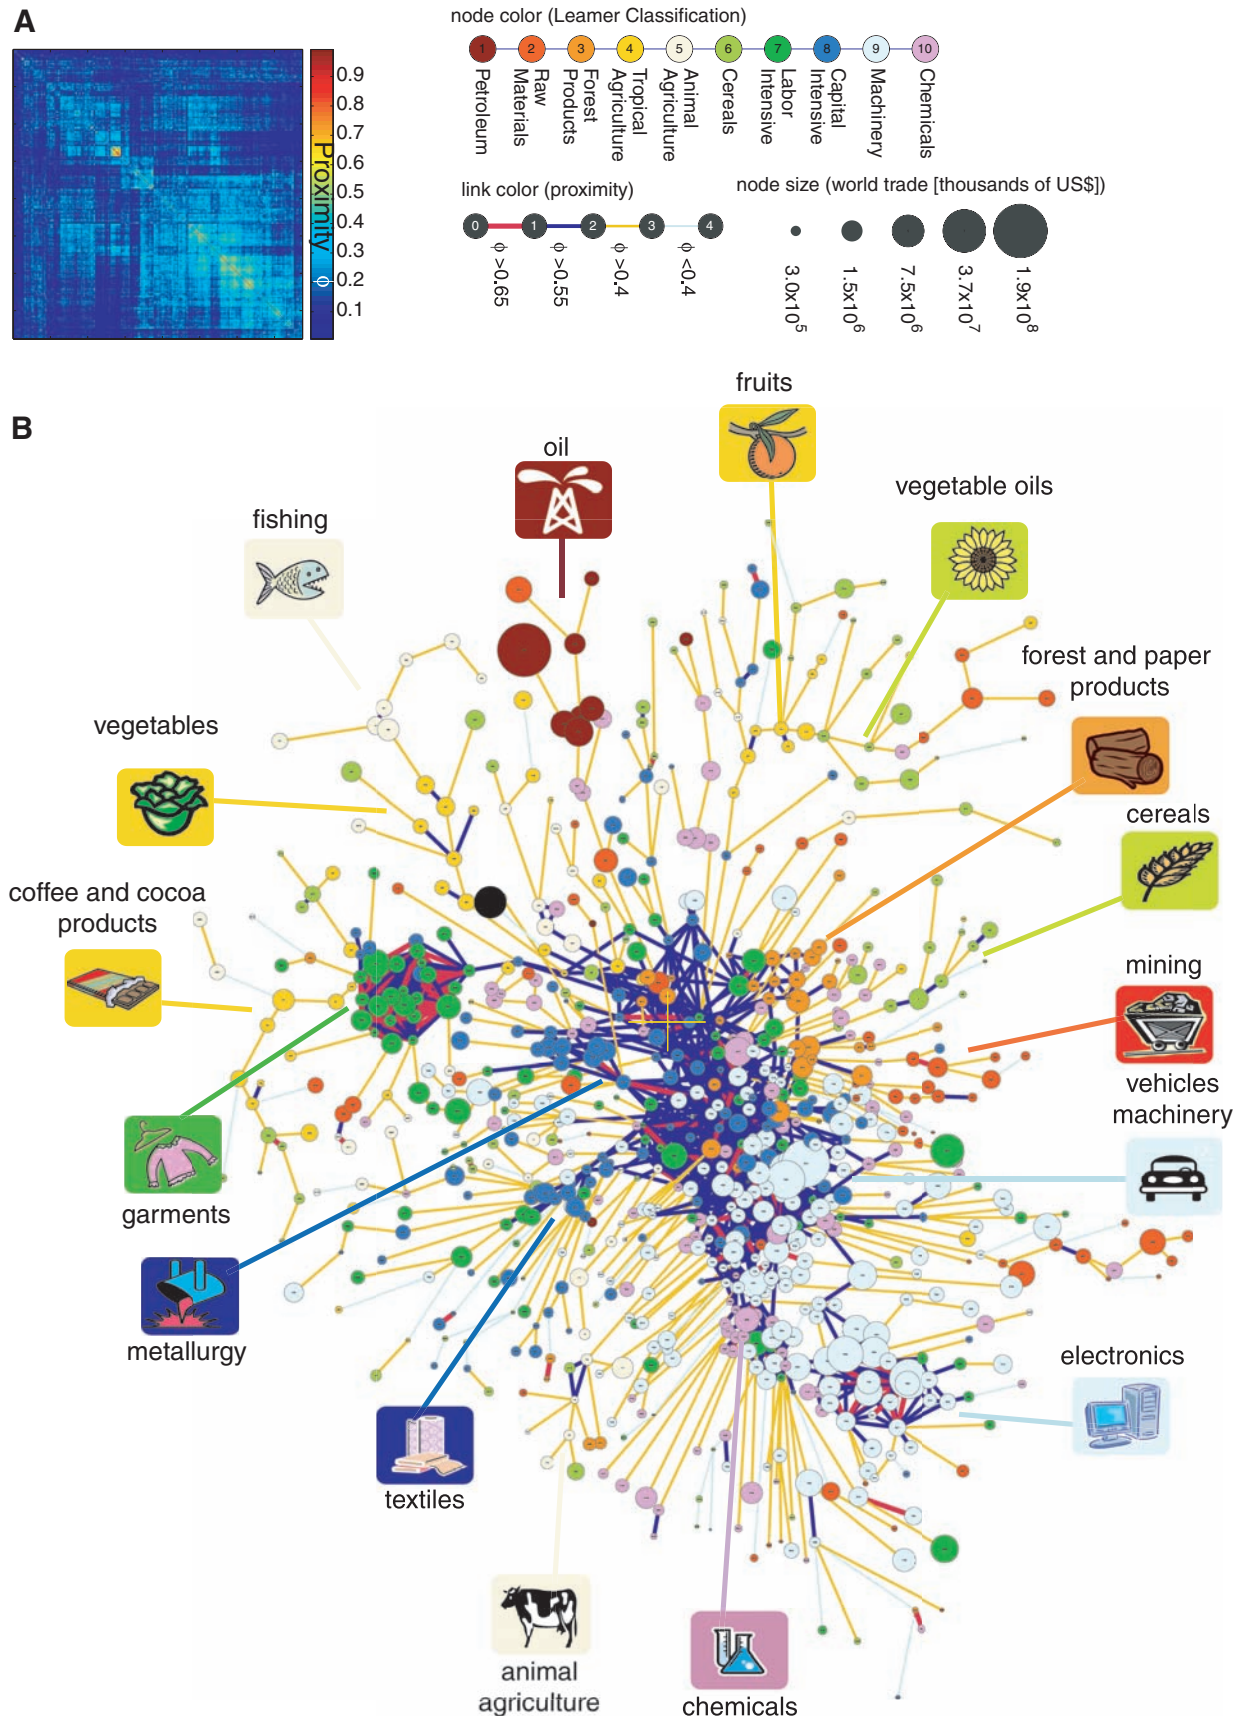 A
node color (Leamer Classification)
1 2 3 4 5 6 7 8 9 10
Petroleum
Raw
Materials
Forest
Products
Tropical
Agriculture
Animal
Agriculture
Cereals
Labor
Intensive
Capital
Intensive
Machinery
Chemicals
0.9
0.8
0.7
0.6
0.5
0.4
0.3
0.2
0.1
Proximity ϕ
link color (proximity)
0 1 2 3 4
ϕ >0.65
ϕ >0.55
ϕ >0.4
ϕ <0.4
node size (world trade [thousands of US$])
3.0x10⁵
1.5x10⁶
7.5x10⁶
3.7x10⁷
1.9x10⁸
B
fruits
oil
vegetable oils
fishing
forest and paper
products
vegetables
cereals
coffee and cocoa
products
mining
vehicles
machinery
garments
metallurgy
electronics
textiles
animal
agriculture
chemicals